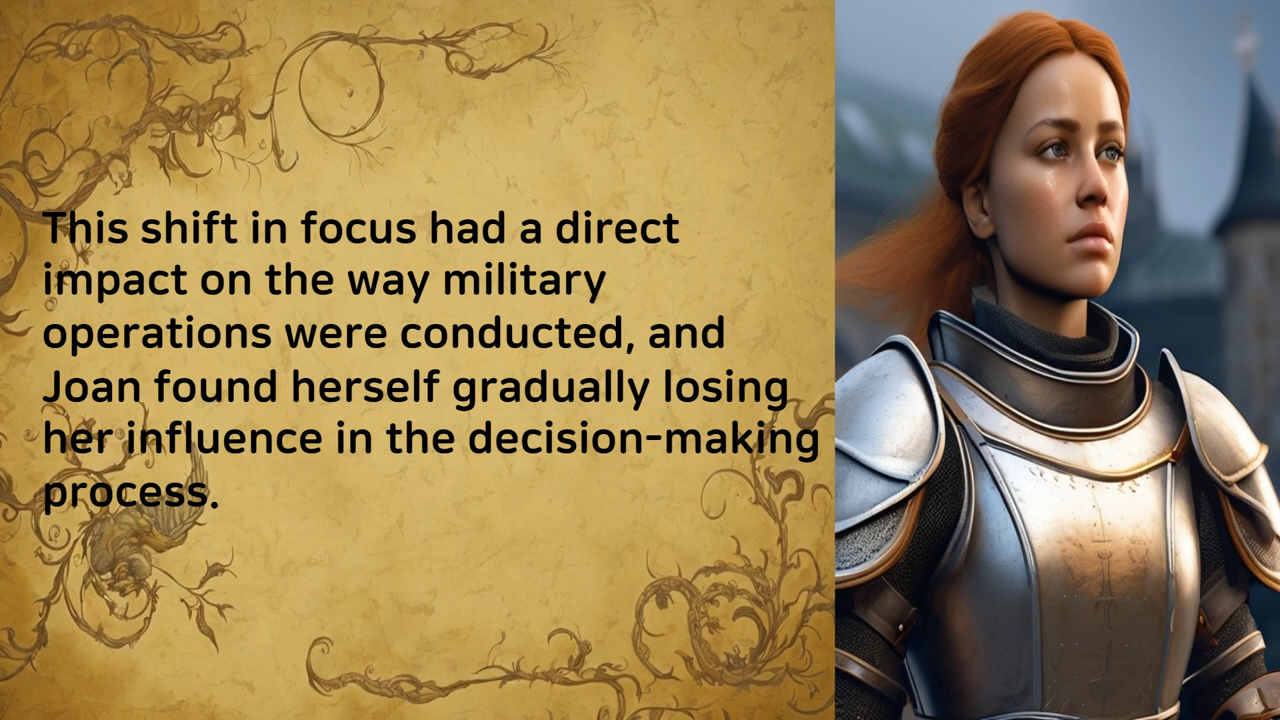 This shift in focus had a direct
impact on the way military
operations were conducted, and
Joan found herself gradually losing
her influence in the decision-making
process.